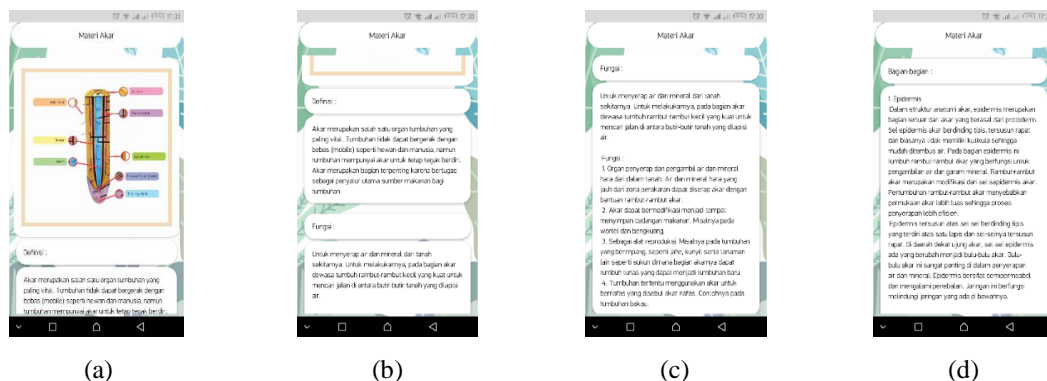 17:30
Materi Akar
Definisi :
Akar merupakan salah satu organ tumbuhan yang
paling vital. Tumbuhan tidak dapat bergerak dengan
bebas (mobile) seperti hewan dan manusia, namun
tumbuhan mempunyai akar untuk tetap tegak berdiri.
(a)
17:30
Materi Akar
Definisi :
Akar merupakan salah satu organ tumbuhan yang
paling vital. Tumbuhan tidak dapat bergerak dengan
bebas (mobile) seperti hewan dan manusia, namun
tumbuhan mempunyai akar untuk tetap tegak berdiri.
Akar merupakan bagian terpenting karena bertugas
sebagai penyalur utama sumber makanan bagi
tumbuhan
Fungsi :
Untuk menyerap air dan mineral dari tanah
sekitarnya. Untuk melakukannya, pada bagian akar
dewasa tumbuh rambut-rambut kecil yang kuat untuk
mencari jalan di antara butir-butir tanah yang dilapisi
air.
(b)
17:30
Materi Akar
Fungsi :
Untuk menyerap air dan mineral dari tanah
sekitarnya. Untuk melakukannya, pada bagian akar
dewasa tumbuh rambut-rambut kecil yang kuat untuk
mencari jalan di antara butir-butir tanah yang dilapisi
air.
Fungsi :
1. Organ penyerap dan pengambil air dan mineral
hara dari dalam tanah. Air dan mineral hara yang
jauh dari zona perakaran dapat diserap akar dengan
bantuan rambut-rambut akar.
2. Akar dapat bermodifikasi menjadi tempat
menyimpan cadangan makanan. Misalnya pada
wortel dan bengkuang.
3. Sebagai alat reproduksi. Misalnya pada tumbuhan
yang berimpang, seperti jahe, kunyit serta tanaman
lain seperti sukun dimana bagian akarnya dapat
tumbuh tunas yang dapat menjadi tumbuhan baru.
4. Tumbuhan tertentu menggunakan akar untuk
bernafas yang disebut akar nafas. Contohnya pada
tumbuhan bakau.
(c)
Materi Akar
Bagian-bagian :
1. Epidermis
Dalam struktur anatomi akar, epidermis merupakan
bagian terluar dari akar yang berasal dari protoderm.
Sel epidermis akar berdinding tipis, tersusun rapat
dan biasanya tidak memiliki kutikula sehingga
mudah ditembus air. Pada bagian epidermis ini
tumbuh rambut-rambut akar yang berfungsi untuk
pengambilan air dan garam mineral. Rambut-rambut
akar merupakan modifikasi dari sel epidermis akar.
Pertumbuhan rambut-rambut akar menyebabkan
permukaan akar lebih luas sehingga proses
penyerapan lebih efisien.
Epidermis tersusun atas sel-sel berdinding tipis
yang terdiri atas satu lapis dan sel-selnya tersusun
rapat. Di daerah dekat ujung akar, sel-sel epidermis
ada yang berubah menjadi bulu-bulu akar. Bulu-
bulu akar ini sangat penting di dalam penyerapan
air dan mineral. Epidermis bersifat semipermeabel
dan mengalami penebalan. Jaringan ini berfungsi
melindungi jaringan yang ada di bawahnya.
(d)